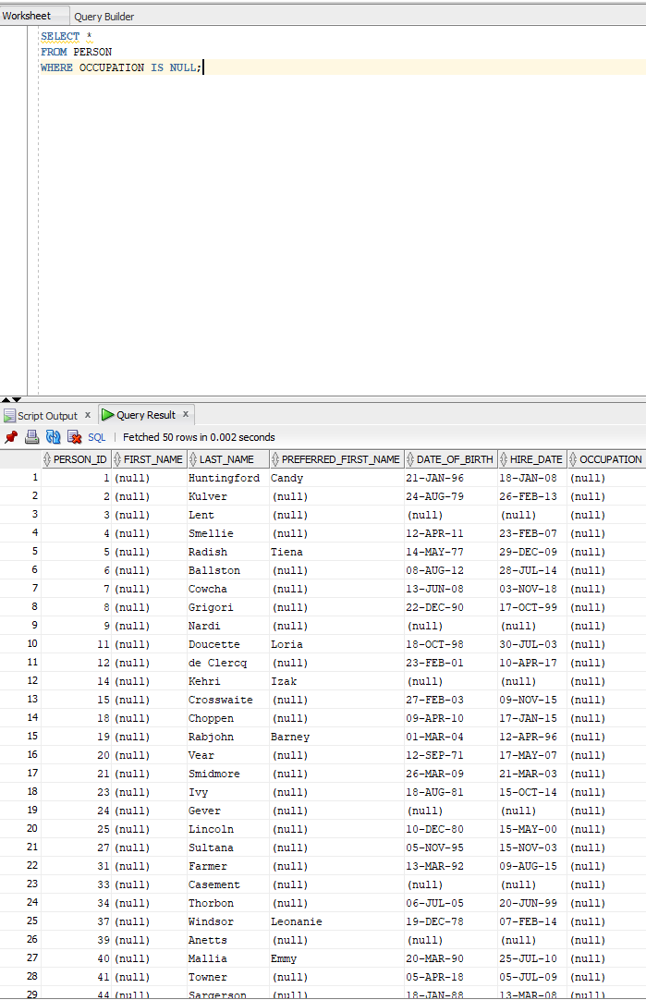 Worksheet Query Builder
SELECT *
FROM PERSON
WHERE OCCUPATION IS NULL;
Script Output x Query Result x
SQL | Fetched 50 rows in 0.002 seconds
PERSON_ID FIRST_NAME LAST_NAME PREFERRED_FIRST_NAME DATE_OF_BIRTH HIRE_DATE OCCUPATION
1 1 (null) Huntingford Candy 21-JAN-96 18-JAN-08 (null)
2 2 (null) Kulver (null) 24-AUG-79 26-FEB-13 (null)
3 3 (null) Lent (null) (null) (null) (null)
4 4 (null) Smellie (null) 12-APR-11 23-FEB-07 (null)
5 5 (null) Radish Tiena 14-MAY-77 29-DEC-09 (null)
6 6 (null) Ballston (null) 08-AUG-12 28-JUL-14 (null)
7 7 (null) Cowcha (null) 13-JUN-08 03-NOV-18 (null)
8 8 (null) Grigori (null) 22-DEC-90 17-OCT-99 (null)
9 9 (null) Nardi (null) (null) (null) (null)
10 11 (null) Doucette Loria 18-OCT-98 30-JUL-03 (null)
11 12 (null) de Clercq (null) 23-FEB-01 10-APR-17 (null)
12 14 (null) Kehri Izak (null) (null) (null)
13 15 (null) Crosswaite (null) 27-FEB-03 09-NOV-15 (null)
14 18 (null) Choppen (null) 09-APR-10 17-JAN-15 (null)
15 19 (null) Rabjohn Barney 01-MAR-04 12-APR-96 (null)
16 20 (null) Vear (null) 12-SEP-71 17-MAY-07 (null)
17 21 (null) Smidmore (null) 26-MAR-09 21-MAR-03 (null)
18 23 (null) Ivy (null) 18-AUG-81 15-OCT-14 (null)
19 24 (null) Gever (null) (null) (null) (null)
20 25 (null) Lincoln (null) 10-DEC-80 15-MAY-00 (null)
21 27 (null) Sultana (null) 05-NOV-95 15-NOV-03 (null)
22 31 (null) Farmer (null) 13-MAR-92 09-AUG-15 (null)
23 33 (null) Casement (null) (null) (null) (null)
24 34 (null) Thorbon (null) 06-JUL-05 20-JUN-99 (null)
25 37 (null) Windsor Leonanie 19-DEC-78 07-FEB-14 (null)
26 39 (null) Anetts (null) (null) (null) (null)
27 40 (null) Mallia Emmy 20-MAR-90 25-JUL-10 (null)
28 41 (null) Towner (null) 05-APR-18 05-JUL-09 (null)
29 44 (null) Sargerson (null) 18-JAN-88 13-MAR-08 (null)